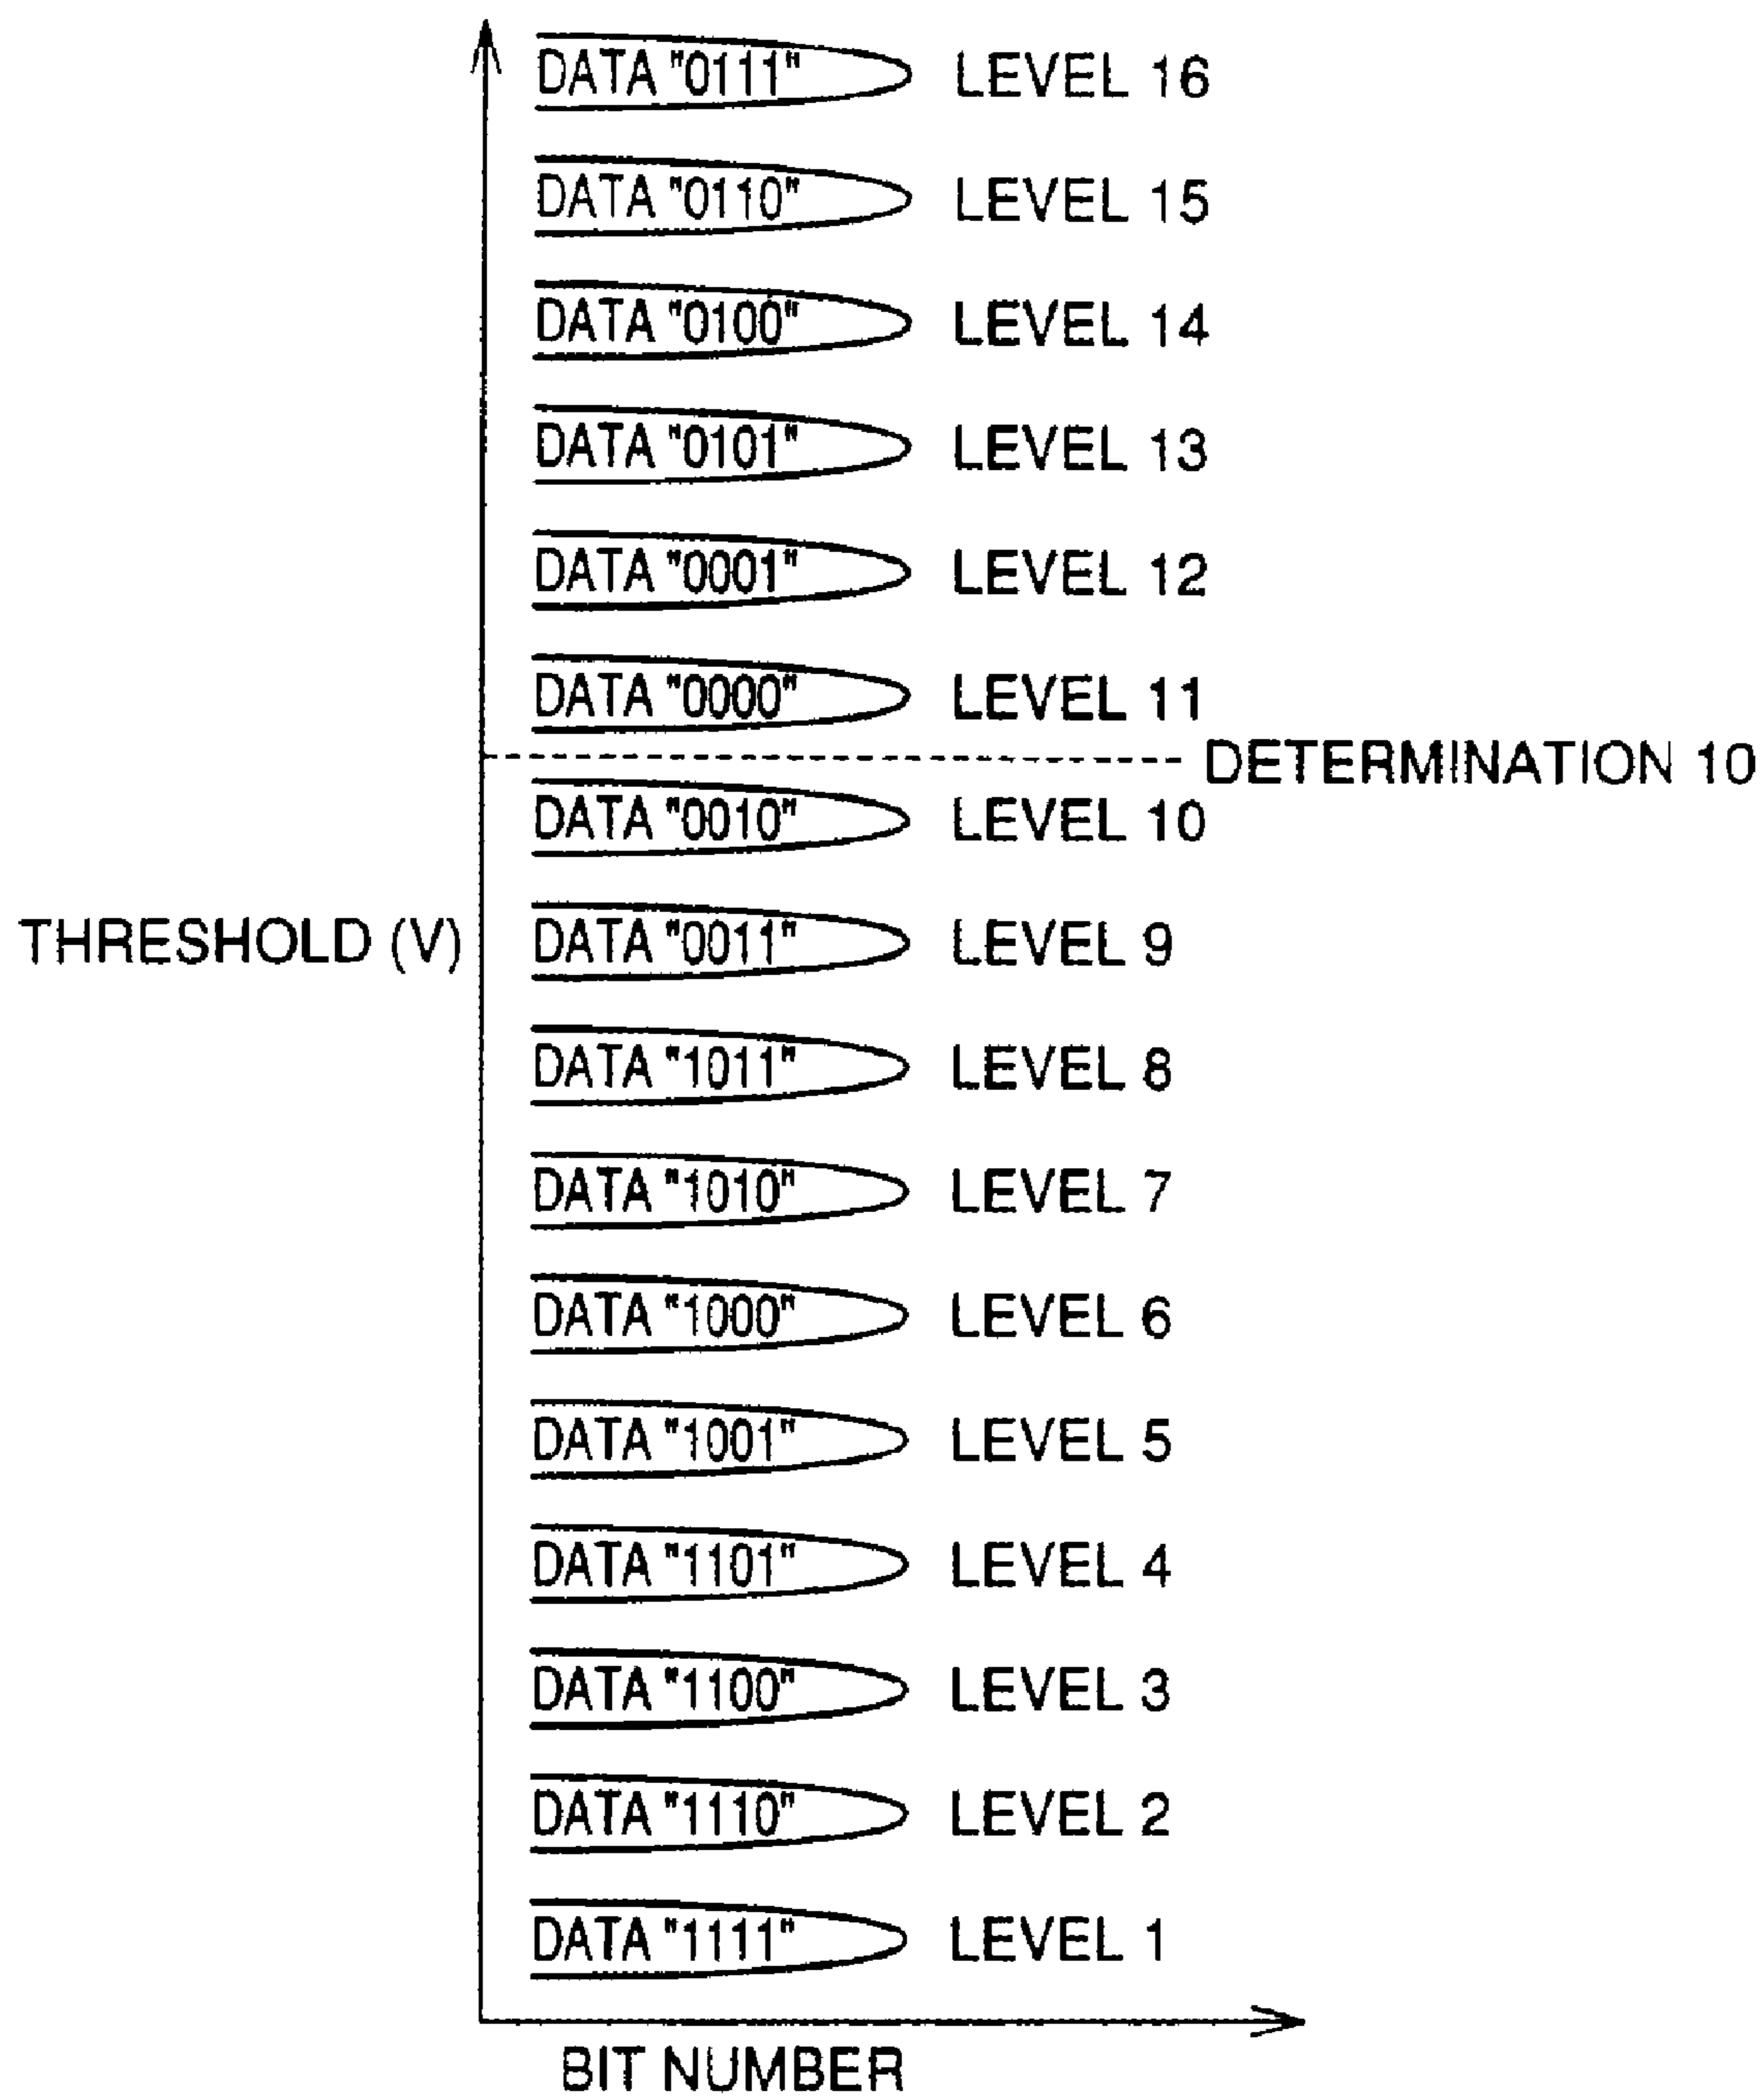 DATA "0111" LEVEL 16
DATA "0110" LEVEL 15
DATA "0100" LEVEL 14
DATA "0101" LEVEL 13
DATA "0001" LEVEL 12
DATA "0000" LEVEL 11
DETERMINATION 10
DATA "0010" LEVEL 10
THRESHOLD (V)
DATA "0011" LEVEL 9
DATA "1011" LEVEL 8
DATA "1010" LEVEL 7
DATA "1000" LEVEL 6
DATA "1001" LEVEL 5
DATA "1101" LEVEL 4
DATA "1100" LEVEL 3
DATA "1110" LEVEL 2
DATA "1111" LEVEL 1
BIT NUMBER